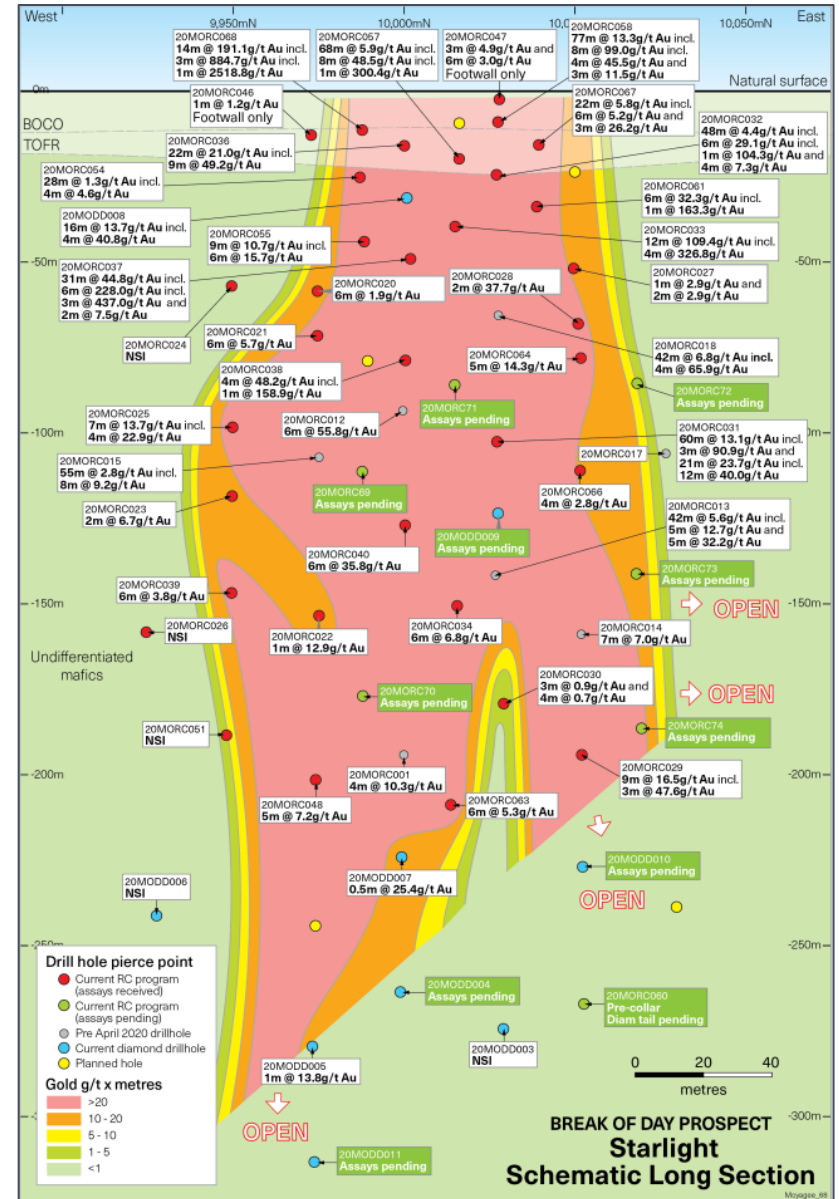 West
East
9,950mN
10,000mN
10,0
10,050mN
20MORC068
14m @ 191.1g/t Au incl.
3m @ 884.7g/t Au incl.
1m @ 2518.8g/t Au
20MORC057
68m @ 5.9g/t Au incl.
8m @ 48.5g/t Au incl.
1m @ 300.4g/t Au
20MORC047
3m @ 4.9g/t Au and
6m @ 3.0g/t Au
Footwall only
20MORC058
77m @ 13.3g/t Au incl.
8m @ 99.0g/t Au incl.
4m @ 45.5g/t Au and
3m @ 11.5g/t Au
Natural surface
0m
20MORC046
1m @ 1.2g/t Au
Footwall only
20MORC067
22m @ 5.8g/t Au incl.
6m @ 5.2g/t Au and
3m @ 26.2g/t Au
BOCO
TOFR
20MORC036
22m @ 21.0g/t Au incl.
9m @ 49.2g/t Au
20MORC032
48m @ 4.4g/t Au incl.
6m @ 29.1g/t Au incl.
1m @ 104.3g/t Au and
4m @ 7.3g/t Au
20MORC054
28m @ 1.3g/t Au incl.
4m @ 4.6g/t Au
20MORC061
6m @ 32.3g/t Au incl.
1m @ 163.3g/t Au
20MODD008
16m @ 13.7g/t Au incl.
4m @ 40.8g/t Au
20MORC055
9m @ 10.7g/t Au incl.
6m @ 15.7g/t Au
20MORC033
12m @ 109.4g/t Au incl.
4m @ 326.8g/t Au
-50m
20MORC037
31m @ 44.8g/t Au incl.
6m @ 228.0g/t Au incl.
3m @ 437.0g/t Au and
2m @ 7.5g/t Au
20MORC020
6m @ 1.9g/t Au
20MORC028
2m @ 37.7g/t Au
20MORC027
1m @ 2.9g/t Au and
2m @ 2.9g/t Au
20MORC024
NSI
20MORC021
6m @ 5.7g/t Au
20MORC018
42m @ 6.8g/t Au incl.
4m @ 65.9g/t Au
20MORC064
5m @ 14.3g/t Au
20MORC038
4m @ 48.2g/t Au incl.
1m @ 158.9g/t Au
20MORC72
Assays pending
20MORC71
Assays pending
20MORC025
7m @ 13.7g/t Au incl.
4m @ 22.9g/t Au
20MORC012
6m @ 55.8g/t Au
-100m
20MORC031
60m @ 13.1g/t Au incl.
3m @ 90.9g/t Au and
21m @ 23.7g/t Au incl.
12m @ 40.0g/t Au
20MORC017
20MORC015
55m @ 2.8g/t Au incl.
8m @ 9.2g/t Au
20MORC69
Assays pending
20MORC066
4m @ 2.8g/t Au
20MORC023
2m @ 6.7g/t Au
20MORC013
42m @ 5.6g/t Au incl.
5m @ 12.7g/t Au and
5m @ 32.2g/t Au
20MODD009
Assays pending
20MORC040
6m @ 35.8g/t Au
20MORC73
Assays pending
20MORC039
6m @ 3.8g/t Au
-150m
OPEN
20MORC026
NSI
20MORC022
1m @ 12.9g/t Au
20MORC034
6m @ 6.8g/t Au
20MORC014
7m @ 7.0g/t Au
Undifferentiated
mafics
20MORC030
3m @ 0.9g/t Au and
4m @ 0.7g/t Au
20MORC70
Assays pending
OPEN
20MORC051
NSI
20MORC74
Assays pending
-200m
20MORC001
4m @ 10.3g/t Au
20MORC029
9m @ 16.5g/t Au incl.
3m @ 47.6g/t Au
20MORC048
5m @ 7.2g/t Au
20MORC063
6m @ 5.3g/t Au
20MODD006
NSI
20MODD007
0.5m @ 25.4g/t Au
20MODD010
Assays pending
OPEN
-250m
Drill hole pierce point
Current RC program
(assays received)
Current RC program
(assays pending)
Pre April 2020 drillhole
Current diamond drillhole
Planned hole
Gold g/t x metres
>20
10 - 20
5 - 10
1 - 5
<1
20MODD004
Assays pending
20MORC060
Pre-collar
Diam tail pending
20MODD003
NSI
20MODD005
1m @ 13.8g/t Au
0 20 40
metres
OPEN
-300m
20MODD011
Assays pending
BREAK OF DAY PROSPECT
Starlight
Schematic Long Section